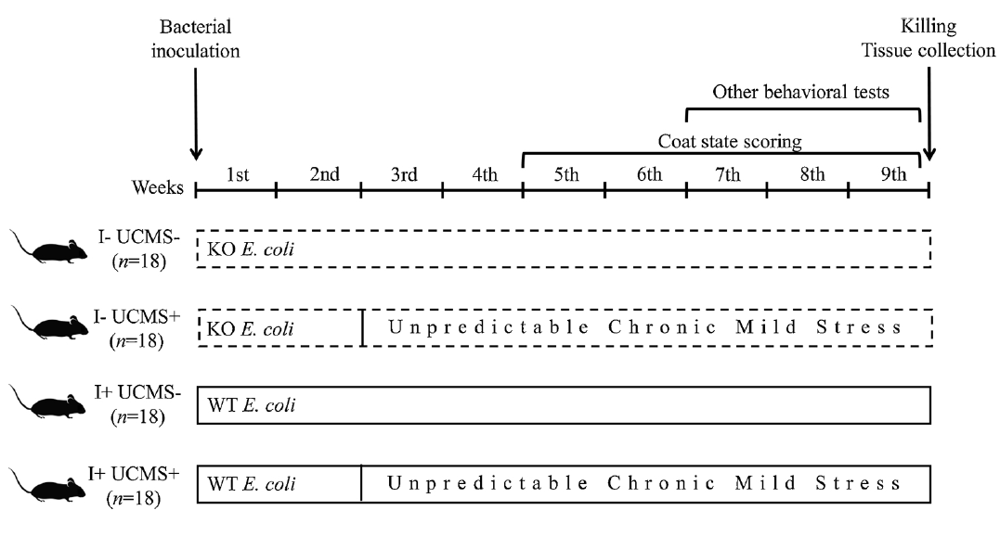 Bacterial
inoculation
Killing
Tissue collection
Other behavioral tests
Coat state scoring
Weeks 1st 2nd 3rd 4th 5th 6th 7th 8th 9th
I- UCMS-
(n=18)
KO E. coli
I- UCMS+
(n=18)
KO E. coli Unpredictable Chronic Mild Stress
I+ UCMS-
(n=18)
WT E. coli
I+ UCMS+
(n=18)
WT E. coli Unpredictable Chronic Mild Stress